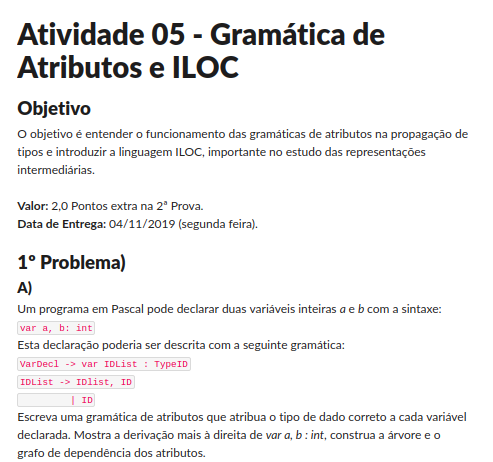 Atividade 05 - Gramática de
Atributos e ILOC
Objetivo
O objetivo é entender o funcionamento das gramáticas de atributos na propagação de
tipos e introduzir a linguagem ILOC, importante no estudo das representações
intermediárias.
Valor: 2,0 Pontos extra na 2ª Prova.
Data de Entrega: 04/11/2019 (segunda feira).
1º Problema)
A)
Um programa em Pascal pode declarar duas variáveis inteiras a e b com a sintaxe:
var a, b: int
Esta declaração poderia ser descrita com a seguinte gramática:
VarDecl -> var IDList : TypeID
IDList -> IDlist, ID
| ID
Escreva uma gramática de atributos que atribua o tipo de dado correto a cada variável
declarada. Mostra a derivação mais à direita de var a, b : int, construa a árvore e o
grafo de dependência dos atributos.